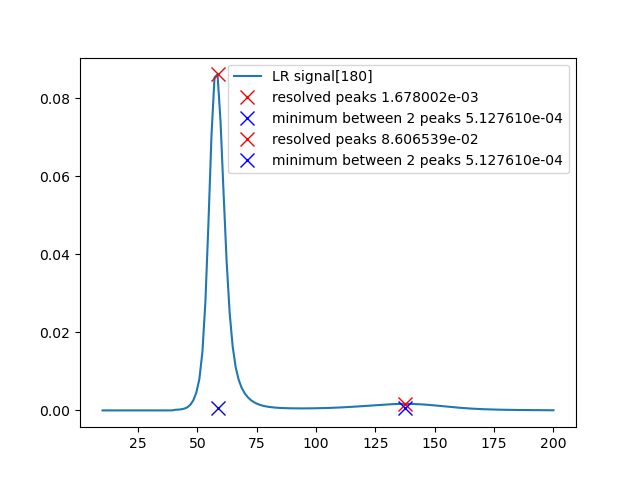 LR signal[180]
resolved peaks 1.678002e-03
minimum between 2 peaks 5.127610e-04
resolved peaks 8.606539e-02
minimum between 2 peaks 5.127610e-04
0.08
0.06
0.04
0.02
0.00
25 50 75 100 125 150 175 200